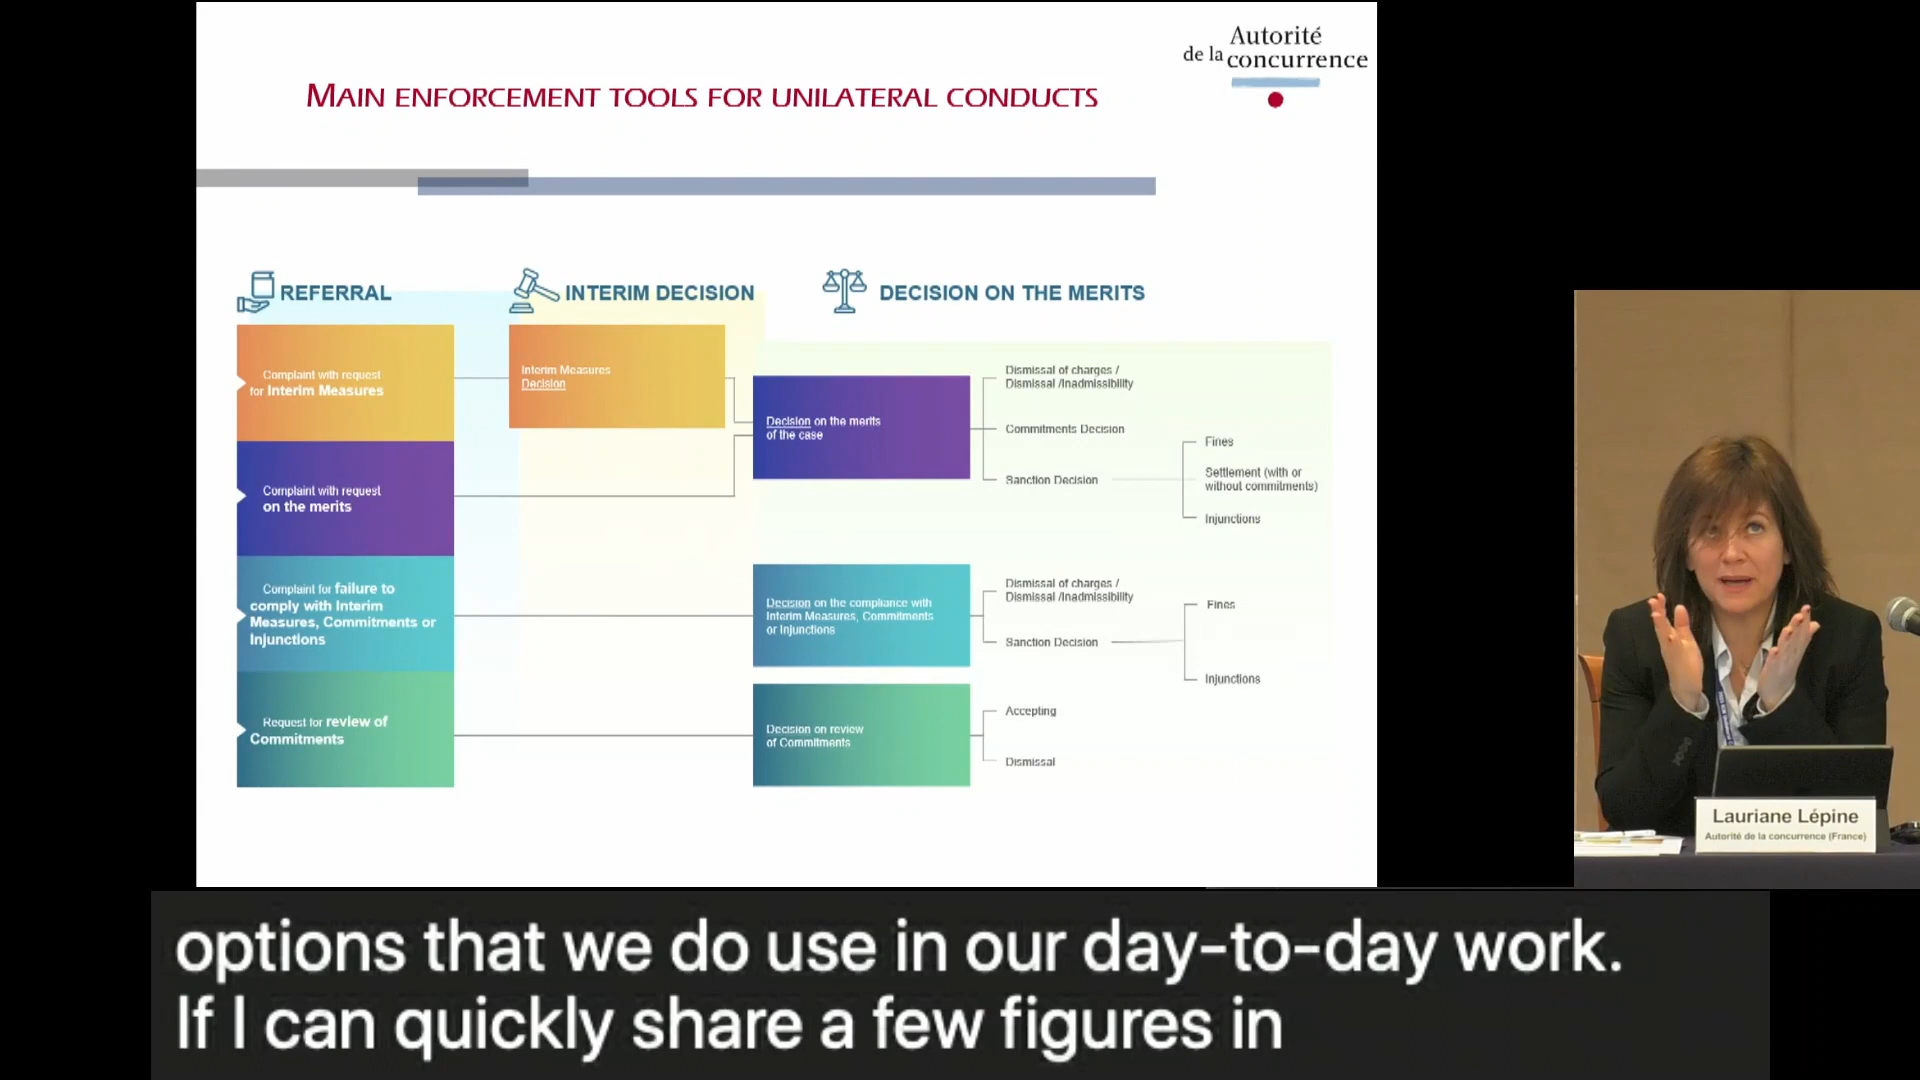 Autorité
de la concurrence
MAIN ENFORCEMENT TOOLS FOR UNILATERAL CONDUCTS
REFERRAL
INTERIM DECISION
DECISION ON THE MERITS
Complaint with request
for Interim Measures
Complaint with request
on the merits
Complaint for failure to
comply with Interim
Measures, Commitments or
Injunctions
Request for review of
Commitments
Interim Measures
Decision
Decision on the merits
of the case
Dismissal of charges /
Dismissal /Inadmissibility
Commitments Decision
Sanction Decision
Fines
Settlement (with or
without commitments)
Injunctions
Decision on the compliance with
Interim Measures, Commitments
or Injunctions
Dismissal of charges /
Dismissal /Inadmissibility
Sanction Decision
Fines
Injunctions
Decision on review
of Commitments
Accepting
Dismissal
Lauriane Lépine
Autorité de la concurrence (France)
options that we do use in our day-to-day work.
If I can quickly share a few figures in